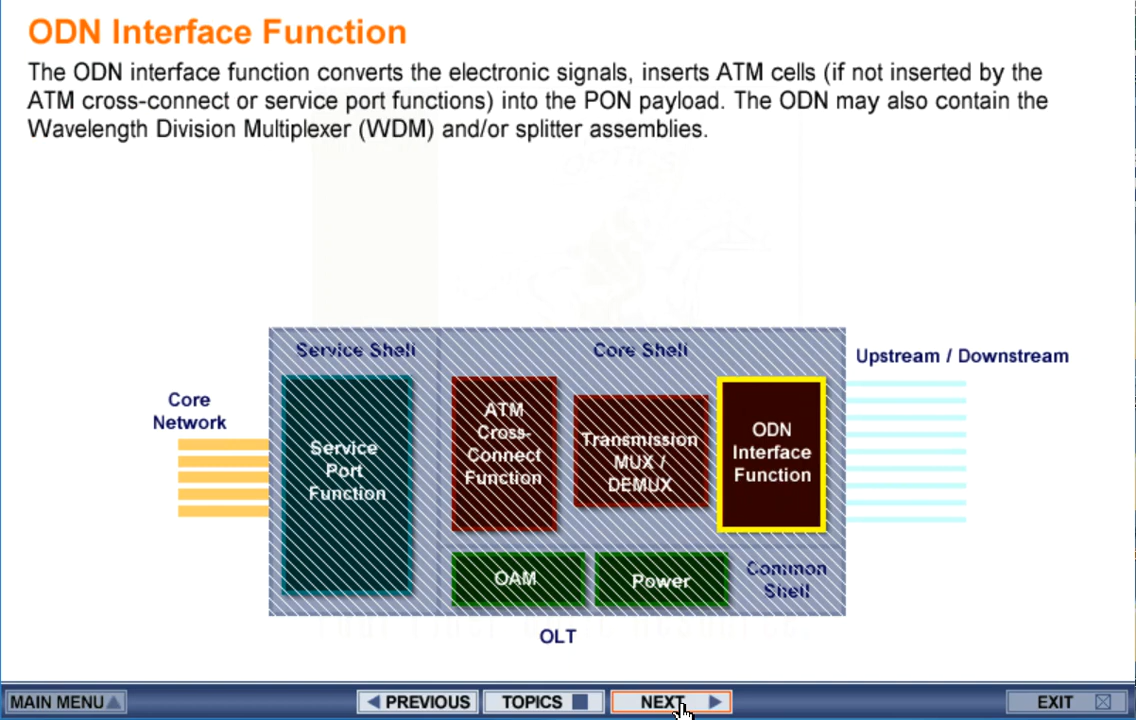 ODN Interface Function
The ODN interface function converts the electronic signals, inserts ATM cells (if not inserted by the
ATM cross-connect or service port functions) into the PON payload. The ODN may also contain the
Wavelength Division Multiplexer (WDM) and/or splitter assemblies.
Service Shell
Core Shell
Upstream / Downstream
Core
Network
Service
Port
Function
ATM
Cross-
Connect
Function
Transmission
MUX /
DEMUX
ODN
Interface
Function
OAM
Power
Common
Shell
OLT
MAIN MENU
PREVIOUS
TOPICS
NEXT
EXIT